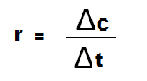 r = Δc / Δt